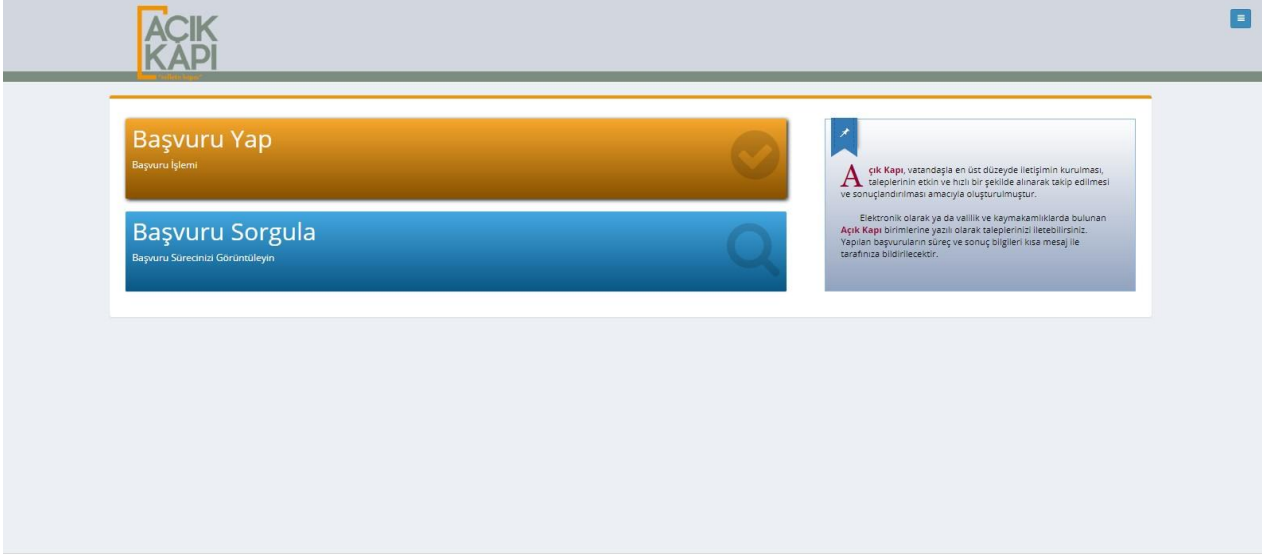 AÇIK
KAPI
Başvuru Yap
Başvuru İşlemi
Başvuru Sorgula
Başvuru Sürecinizi Görüntüleyin
Açık Kapı, vatandaşla en üst düzeyde iletişimin kurulması,
taleplerinin etkin ve hızlı bir şekilde alınarak takip edilmesi
ve sonuçlandırılması amacıyla oluşturulmuştur.
Elektronik olarak ya da valilik ve kaymakamlıklarda bulunan
Açık Kapı birimlerine yazılı olarak taleplerinizi iletebilirsiniz.
Yapılan başvuruların süreç ve sonuç bilgileri kısa mesaj ile
tarafınıza bildirilecektir.